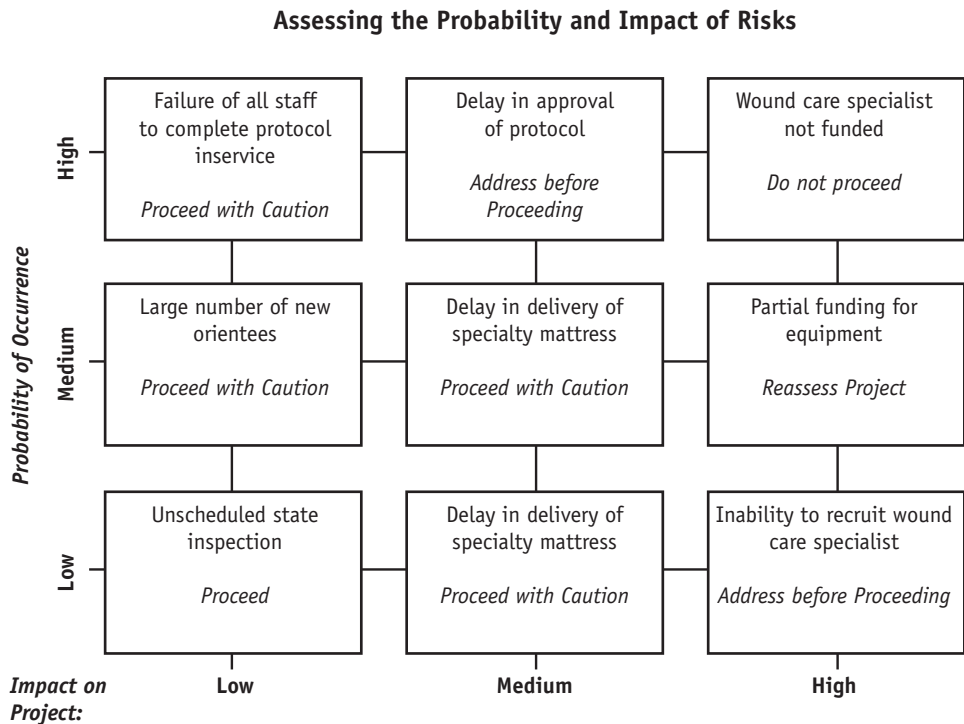 Assessing the Probability and Impact of Risks
Probability of Occurrence
High
Failure of all staff
to complete protocol
inservice
Proceed with Caution
Delay in approval
of protocol
Address before
Proceeding
Wound care specialist
not funded
Do not proceed
Medium
Large number of new
orientees
Proceed with Caution
Delay in delivery of
specialty mattress
Proceed with Caution
Partial funding for
equipment
Reassess Project
Low
Unscheduled state
inspection
Proceed
Delay in delivery of
specialty mattress
Proceed with Caution
Inability to recruit wound
care specialist
Address before Proceeding
Impact on
Project:
Low
Medium
High